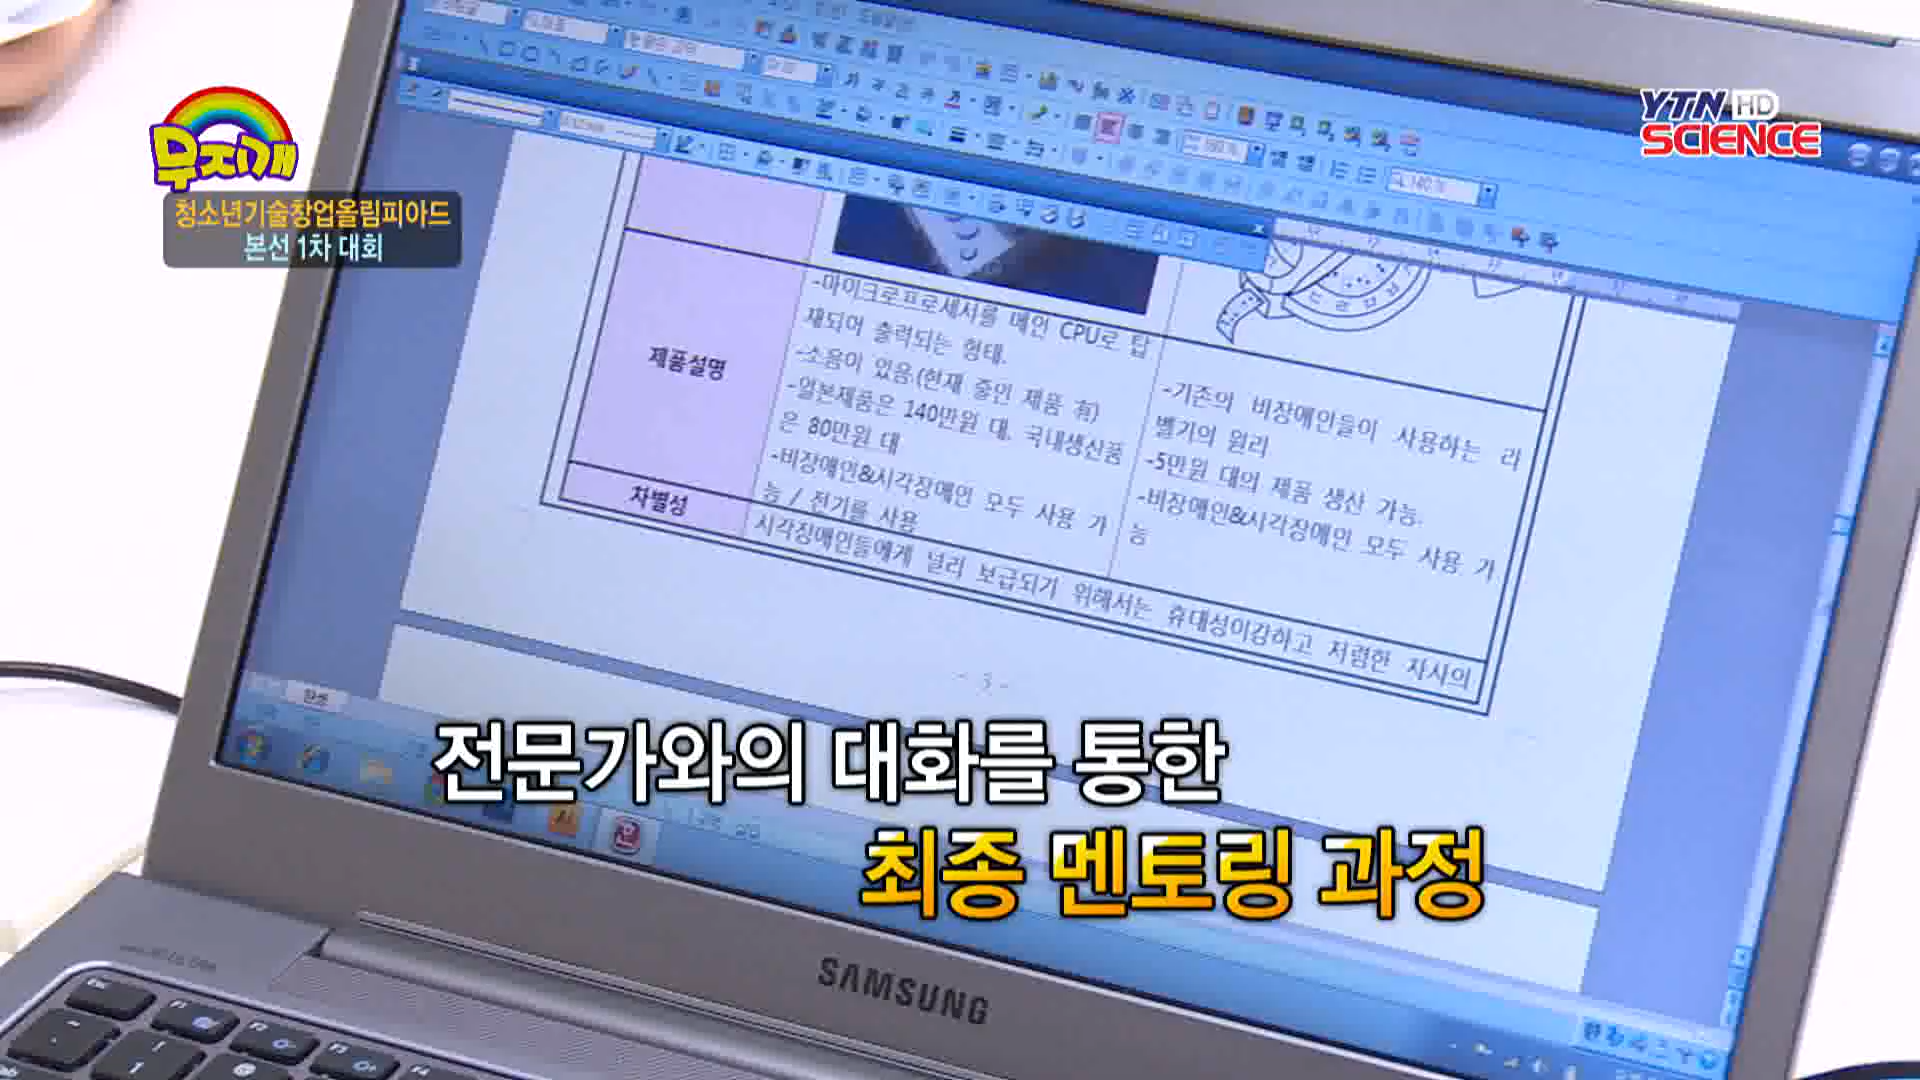 무지개
청소년기술창업올림피아드
본선 1차 대회
YTN HD
SCIENCE
제품설명
-마이크로프로세서를 메인 CPU로 탑
재되어 출력되는 형태.
-소음이 있음.(현재 줄인 제품 有)
-일본제품은 140만원 대, 국내생산품
은 80만원 대
-비장애인&시각장애인 모두 사용 가
능 / 전기를 사용
-기존의 비장애인들이 사용하는 라
벨기의 원리
-5만원 대의 제품 생산 가능.
-비장애인&시각장애인 모두 사용 가
능
차별성
시각장애인들에게 널리 보급되기 위해서는 휴대성이강하고 저렴한 자사의
- 3 -
전문가와의 대화를 통한
최종 멘토링 과정
SAMSUNG